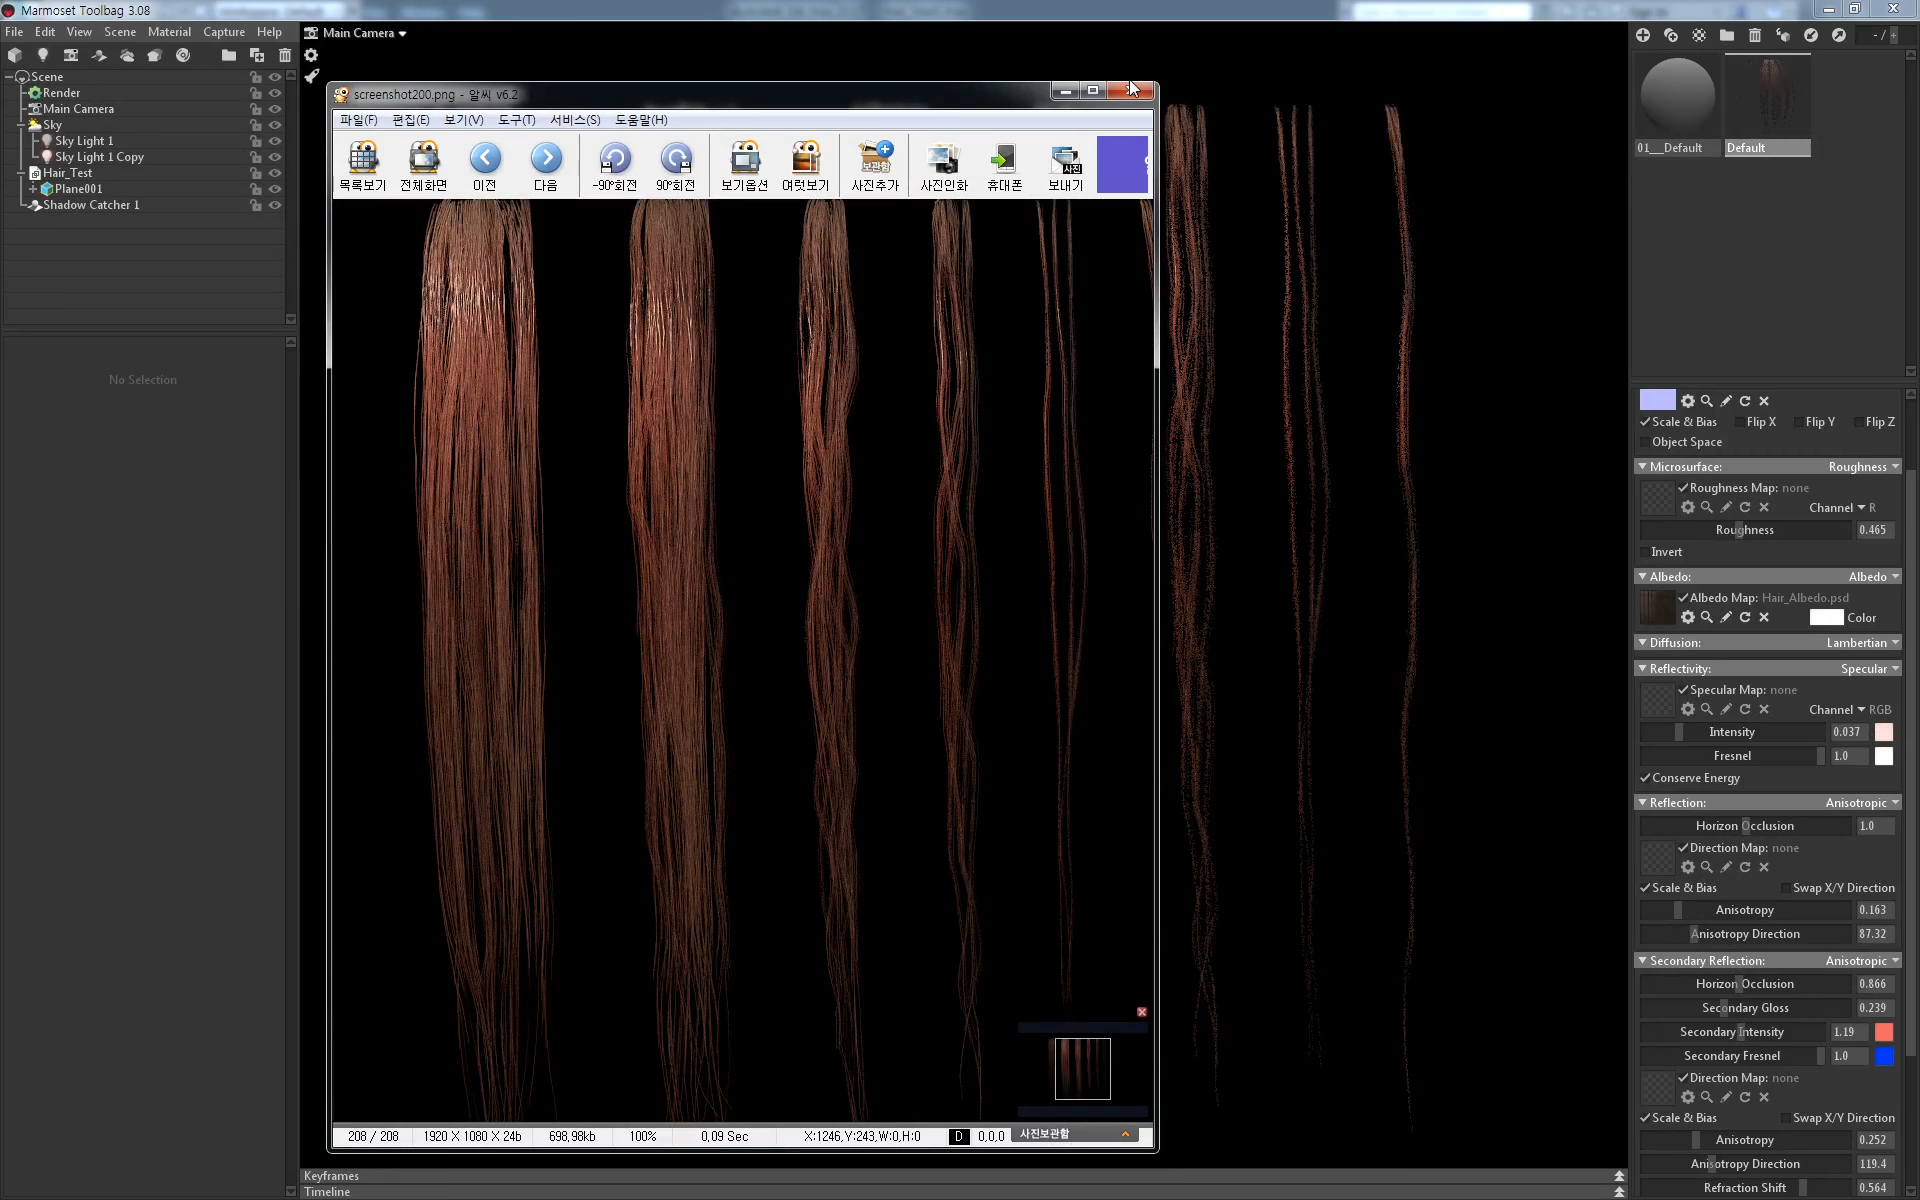 Marmoset Toolbag 3.08
File Edit View Scene Material Capture Help
Main Camera
- / +
Scene
Render
Main Camera
Sky
Sky Light 1
Sky Light 1 Copy
Hair_Test
Plane001
Shadow Catcher 1
No Selection
screenshot200.png - 알씨 v6.2
파일(F) 편집(E) 보기(V) 도구(T) 서비스(S) 도움말(H)
목록보기 전체화면 이전 다음 -90°회전 90°회전 보기옵션 여럿보기 사진추가 사진인화 휴대폰 보내기
보관함
사진
208 / 208 1920 X 1080 X 24b 698,98kb 100% 0,09 Sec X:1246,Y:243,W:0,H:0 D 0,0,0 사진보관함
Keyframes
Timeline
01__Default Default
Scale & Bias Flip X Flip Y Flip Z
Object Space
Microsurface: Roughness
Roughness Map: none
Channel R
Roughness 0.465
Invert
Albedo: Albedo
Albedo Map: Hair_Albedo.psd
Color
Diffusion: Lambertian
Reflectivity: Specular
Specular Map: none
Channel RGB
Intensity 0.037
Fresnel 1.0
Conserve Energy
Reflection: Anisotropic
Horizon Occlusion 1.0
Direction Map: none
Scale & Bias Swap X/Y Direction
Anisotropy 0.163
Anisotropy Direction 87.32
Secondary Reflection: Anisotropic
Horizon Occlusion 0.866
Secondary Gloss 0.239
Secondary Intensity 1.19
Secondary Fresnel 1.0
Direction Map: none
Scale & Bias Swap X/Y Direction
Anisotropy 0.252
Anisotropy Direction 119.4
Refraction Shift 0.564